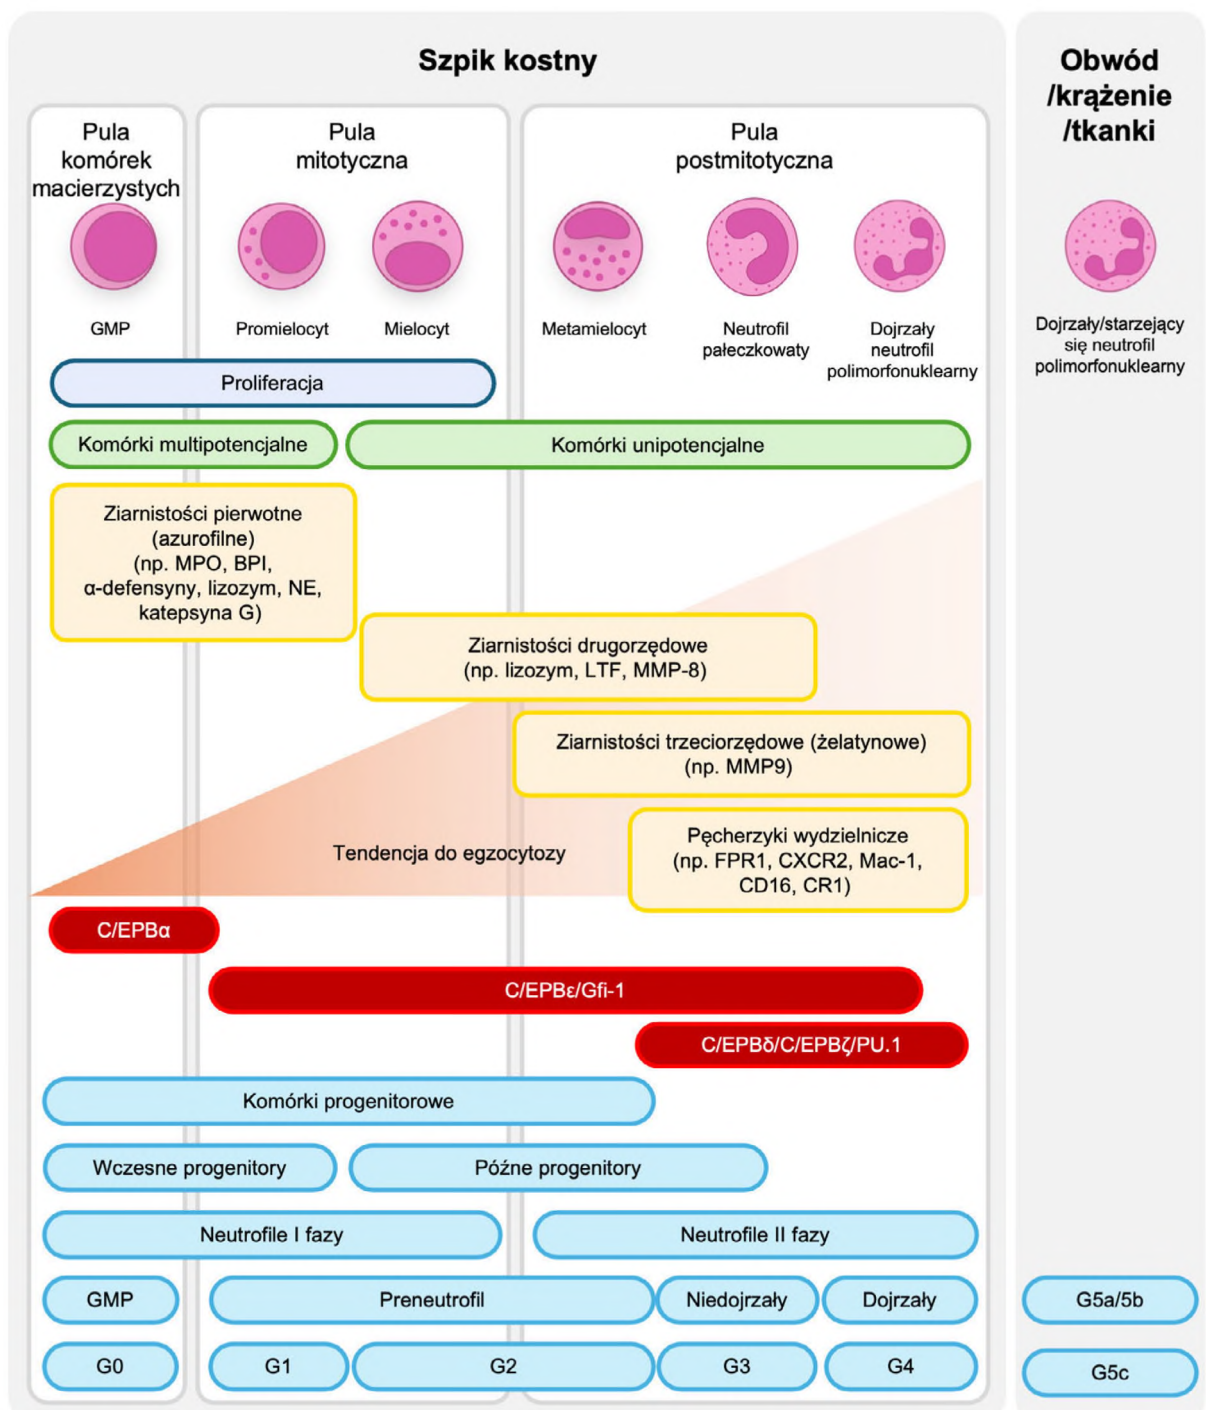 Szpik kostny
Obwód
/krążenie
/tkanki
Pula
komórek
macierzystych
Pula
mitotyczna
Pula
postmitotyczna
GMP
Promielocyt
Mielocyt
Metamielocyt
Neutrofil
pałeczkowaty
Dojrzały
neutrofil
polimorfonuklearny
Dojrzały/starzejący
się neutrofil
polimorfonuklearny
Proliferacja
Komórki multipotencjalne
Komórki unipotencjalne
Ziarnistości pierwotne
(azurofilne)
(np. MPO, BPI,
α-defensyny, lizozym, NE,
katepsyna G)
Ziarnistości drugorzędowe
(np. lizozym, LTF, MMP-8)
Ziarnistości trzeciorzędowe (żelatynowe)
(np. MMP9)
Tendencja do egzocytozy
Pęcherzyki wydzielnicze
(np. FPR1, CXCR2, Mac-1,
CD16, CR1)
C/EPBα
C/EPBε/Gfi-1
C/EPBδ/C/EPBζ/PU.1
Komórki progenitorowe
Wczesne progenitory
Późne progenitory
Neutrofile I fazy
Neutrofile II fazy
GMP
Preneutrofil
Niedojrzały
Dojrzały
G5a/5b
G0
G1
G2
G3
G4
G5c